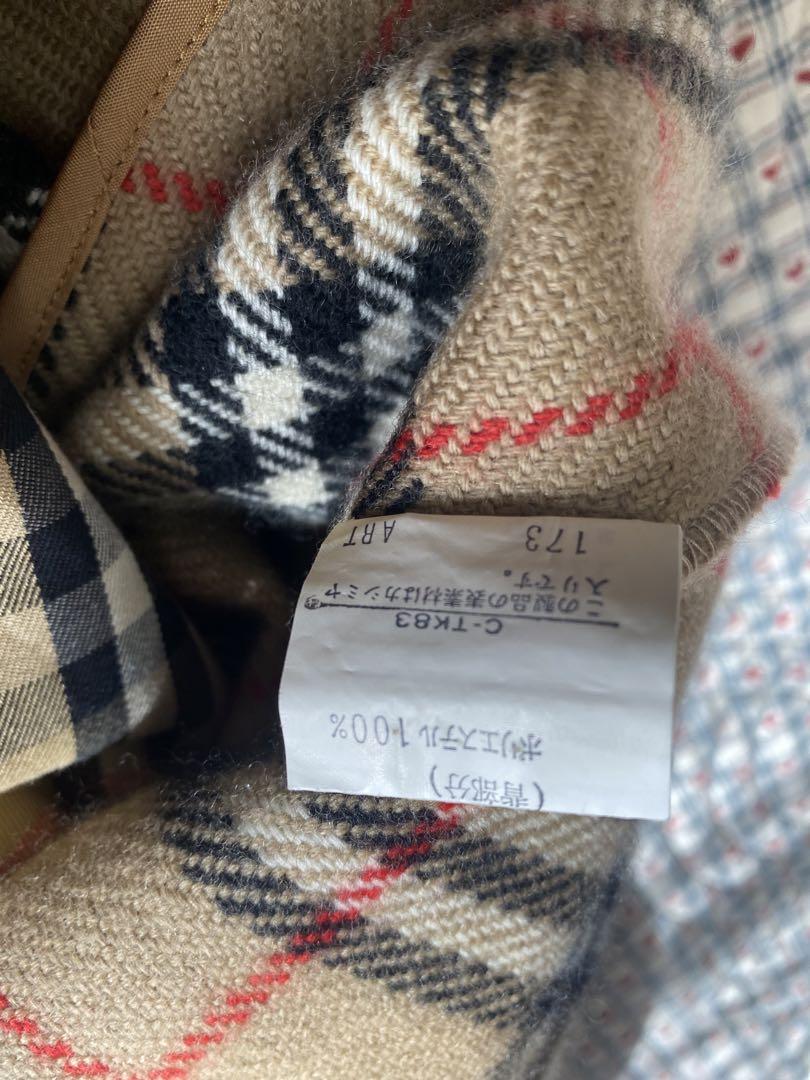 (背部分)
ポリエステル100%
C-TK83
この製品の表素材はカシミヤ
入りです。
173
ART